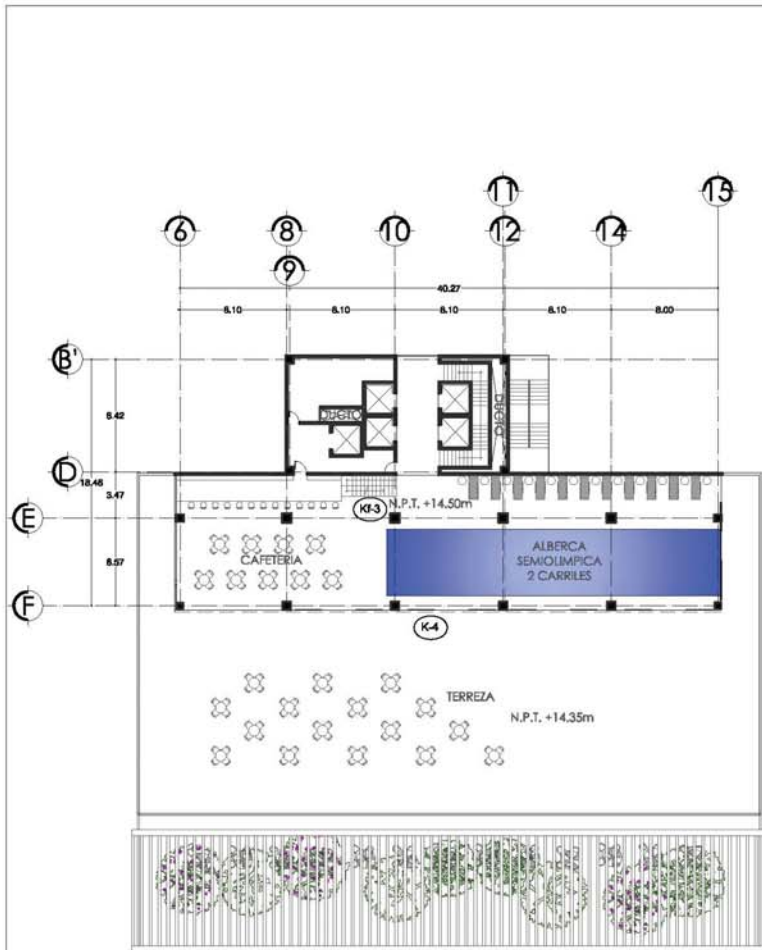 11
15
6
8
10
12
14
9
40.27
8.10
8.10
8.10
8.10
8.00
B'
8.42
DUCTO
DUCTO
D
18.46
3.47
Kf-3
N.P.T. +14.50m
E
CAFETERIA
ALBERCA
SEMIOLIMPICA
2 CARRILES
6.57
F
K-4
TERREZA
N.P.T. +14.35m